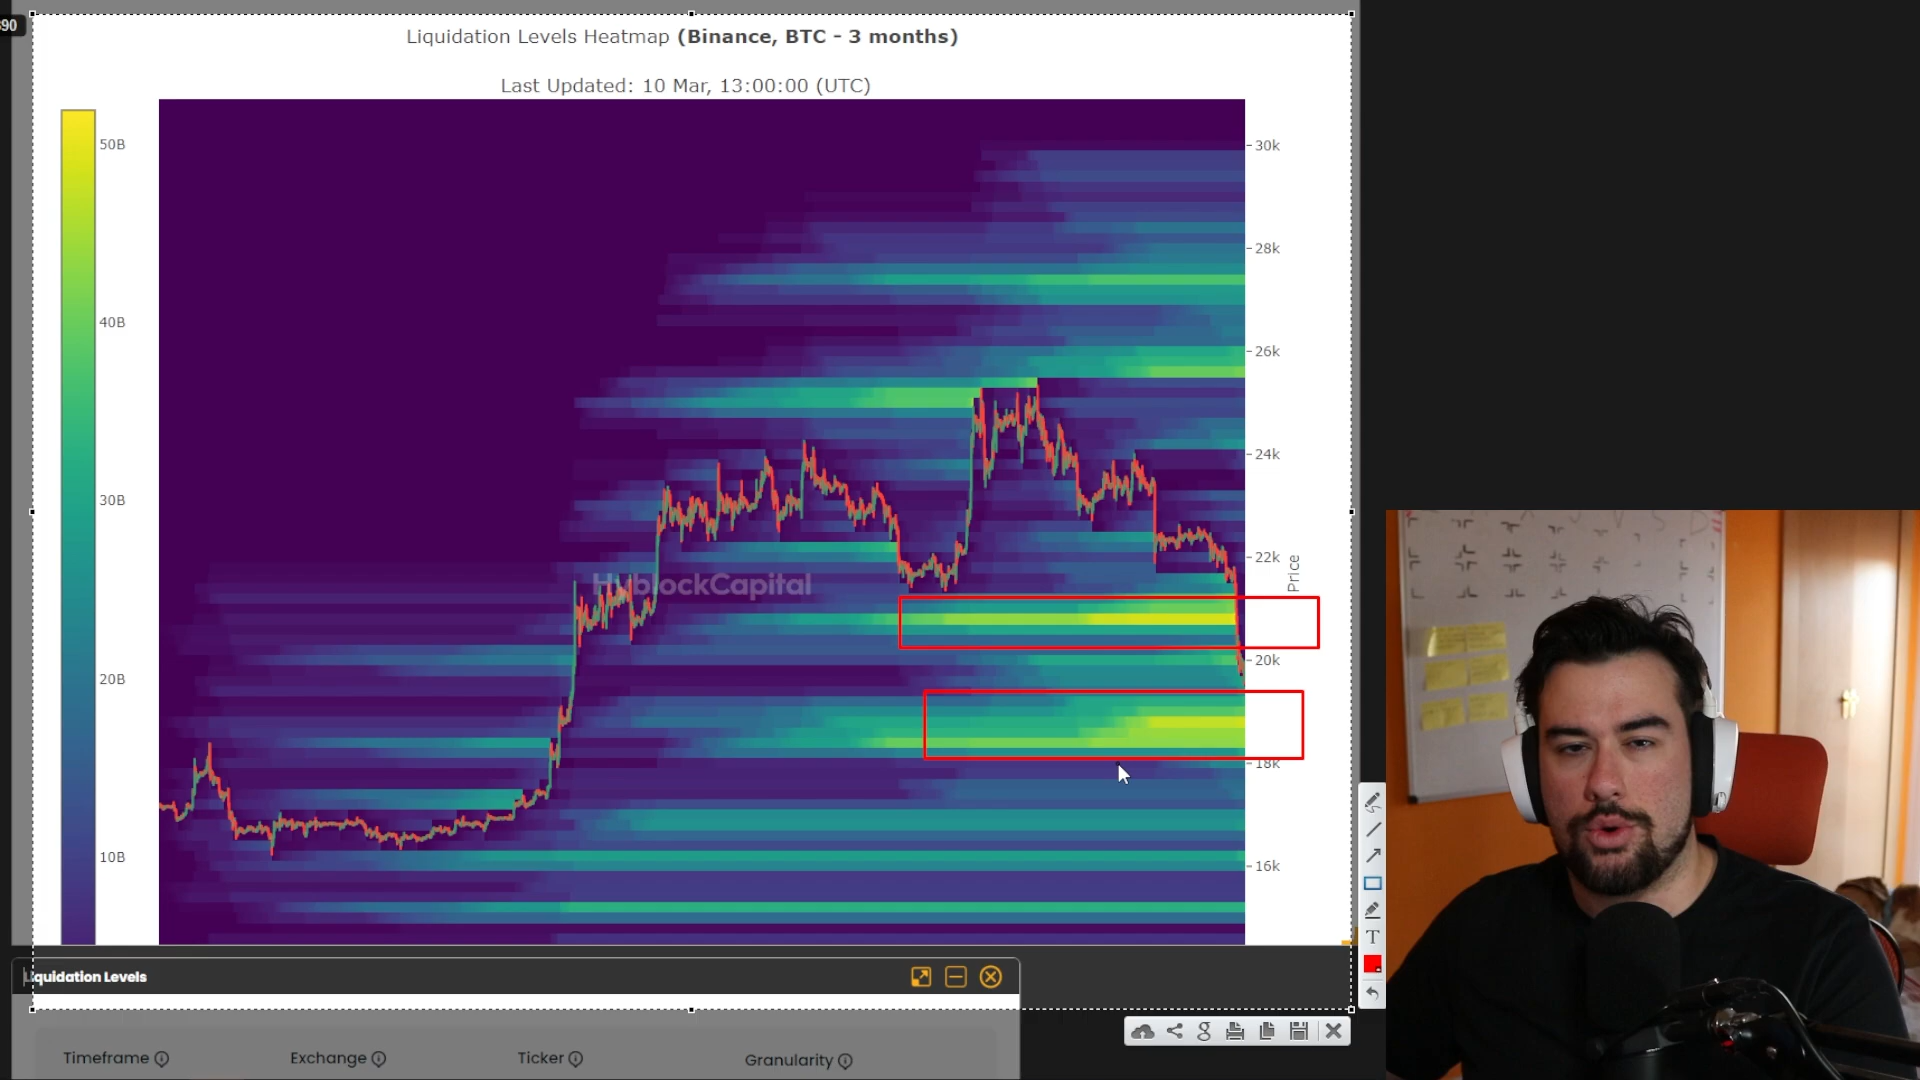 90
Liquidation Levels Heatmap (Binance, BTC - 3 months)
Last Updated: 10 Mar, 13:00:00 (UTC)
50B
40B
30B
20B
10B
30k
28k
26k
24k
22k
20k
18k
16k
Price
HyblockCapital
Liquidation Levels
Timeframe
Exchange
Ticker
Granularity
T
g